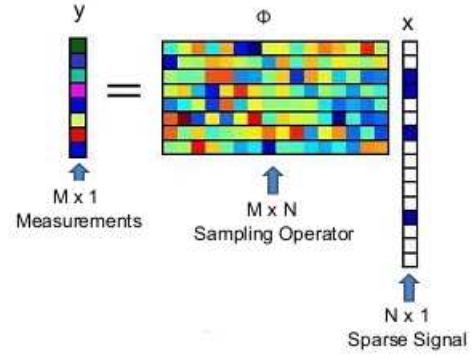 y
Φ
x
=
M x 1
Measurements
M x N
Sampling Operator
N x 1
Sparse Signal